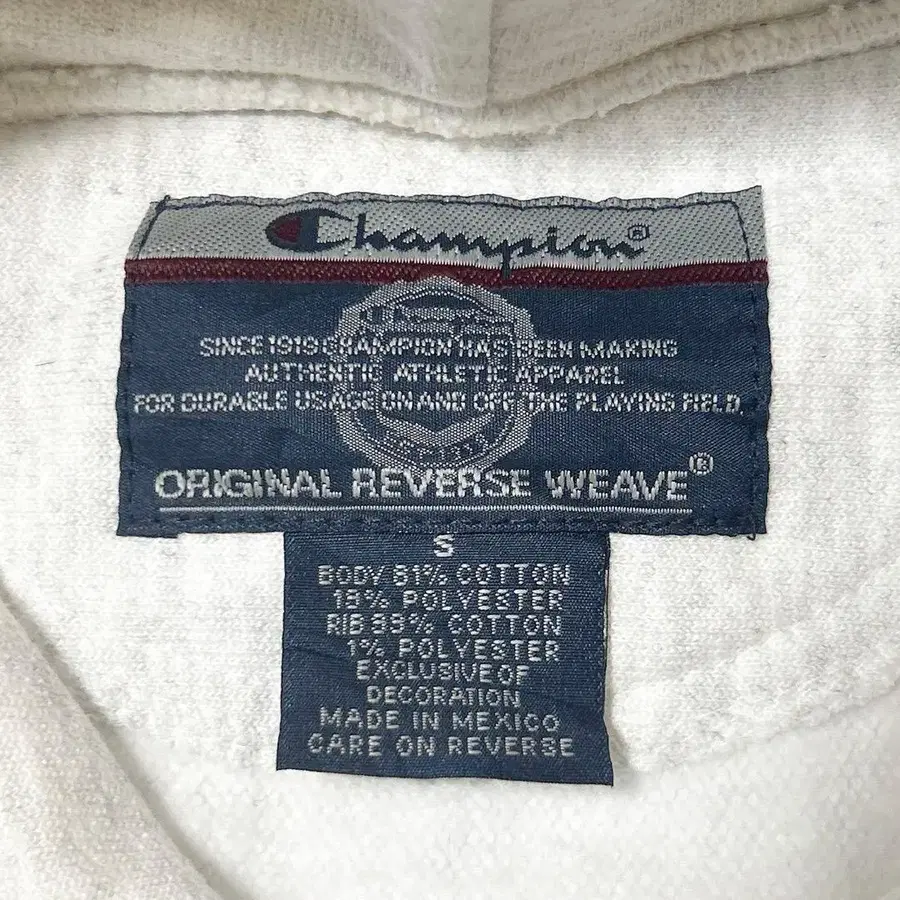 Champion®
SINCE 1919 CHAMPION HAS BEEN MAKING
AUTHENTIC ATHLETIC APPAREL
FOR DURABLE USAGE ON AND OFF THE PLAYING FIELD.
ORIGINAL REVERSE WEAVE®
S
BODY 81% COTTON
19% POLYESTER
RIB 99% COTTON
1% POLYESTER
EXCLUSIVE OF
DECORATION
MADE IN MEXICO
CARE ON REVERSE